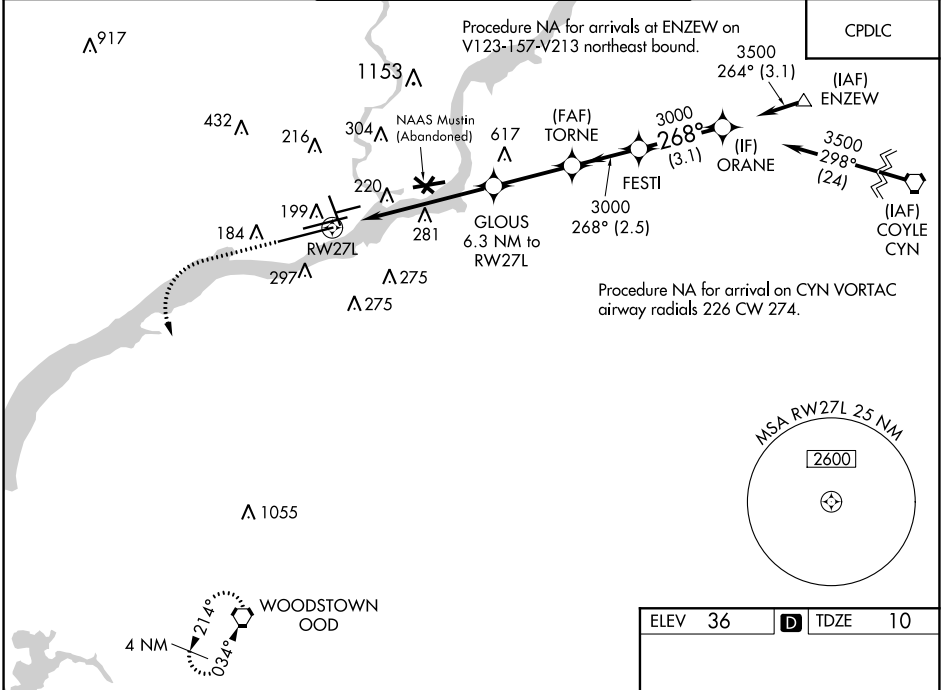 Procedure NA for arrivals at ENZEW on
V123-157-V213 northeast bound.
CPDLC
917
1153
3500
264° (3.1)
(IAF)
ENZEW
432
216
304
NAAS Mustin
(Abandoned)
617
(FAF)
TORNE
3000
268°
(3.1)
(IF)
ORANE
3500
298°
(24)
FESTI
3000
268° (2.5)
220
199
184
RW27L
281
GLOUS
6.3 NM to
RW27L
(IAF)
COYLE
CYN
297
275
275
Procedure NA for arrival on CYN VORTAC
airway radials 226 CW 274.
MSA RW27L 25 NM
2600
1055
WOODSTOWN
OOD
4 NM
214°
034°
ELEV 36
D
TDZE 10